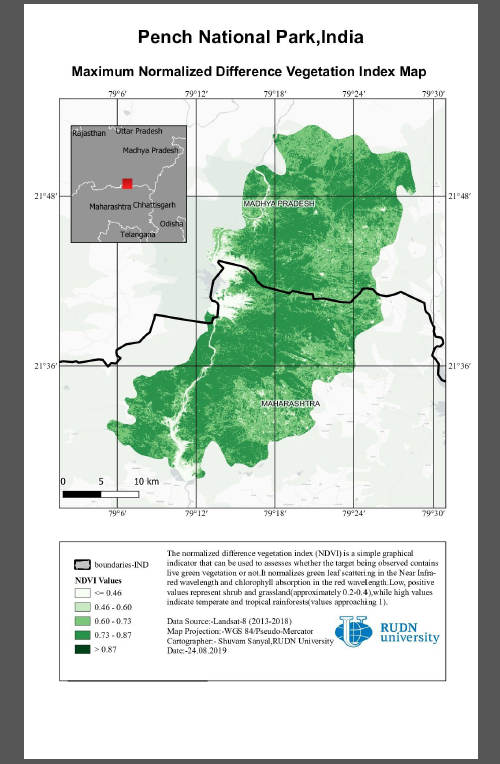 Pench National Park,India
Maximum Normalized Difference Vegetation Index Map
79°6' 79°12' 79°18' 79°24' 79°30'
Rajasthan Uttar Pradesh
Madhya Pradesh
Maharashtra Chhattisgarh
Odisha
Telangana
21°48' 21°48'
MADHYA PRADESH
21°36' 21°36'
MAHARASHTRA
0 5 10 km
79°6' 79°12' 79°18' 79°24' 79°30'
boundaries-IND
NDVI Values
<= 0.46
0.46 - 0.60
0.60 - 0.73
0.73 - 0.87
> 0.87
The normalized difference vegetation index (NDVI) is a simple graphical
indicator that can be used to assesses whether the target being observed contains
live green vegetation or not.It normalizes green leaf scattering in the Near Infra-
red wavelength and chlorophyll absorption in the red wavelength.Low, positive
values represent shrub and grassland(approximately 0.2-0.4),while high values
indicate temperate and tropical rainforests(values approaching 1).
Data Source:-Landsat-8 (2013-2018)
Map Projection:-WGS 84/Pseudo-Mercator
Cartographer:- Shuvam Sanyal,RUDN University
Date:-24.08.2019
RUDN
university